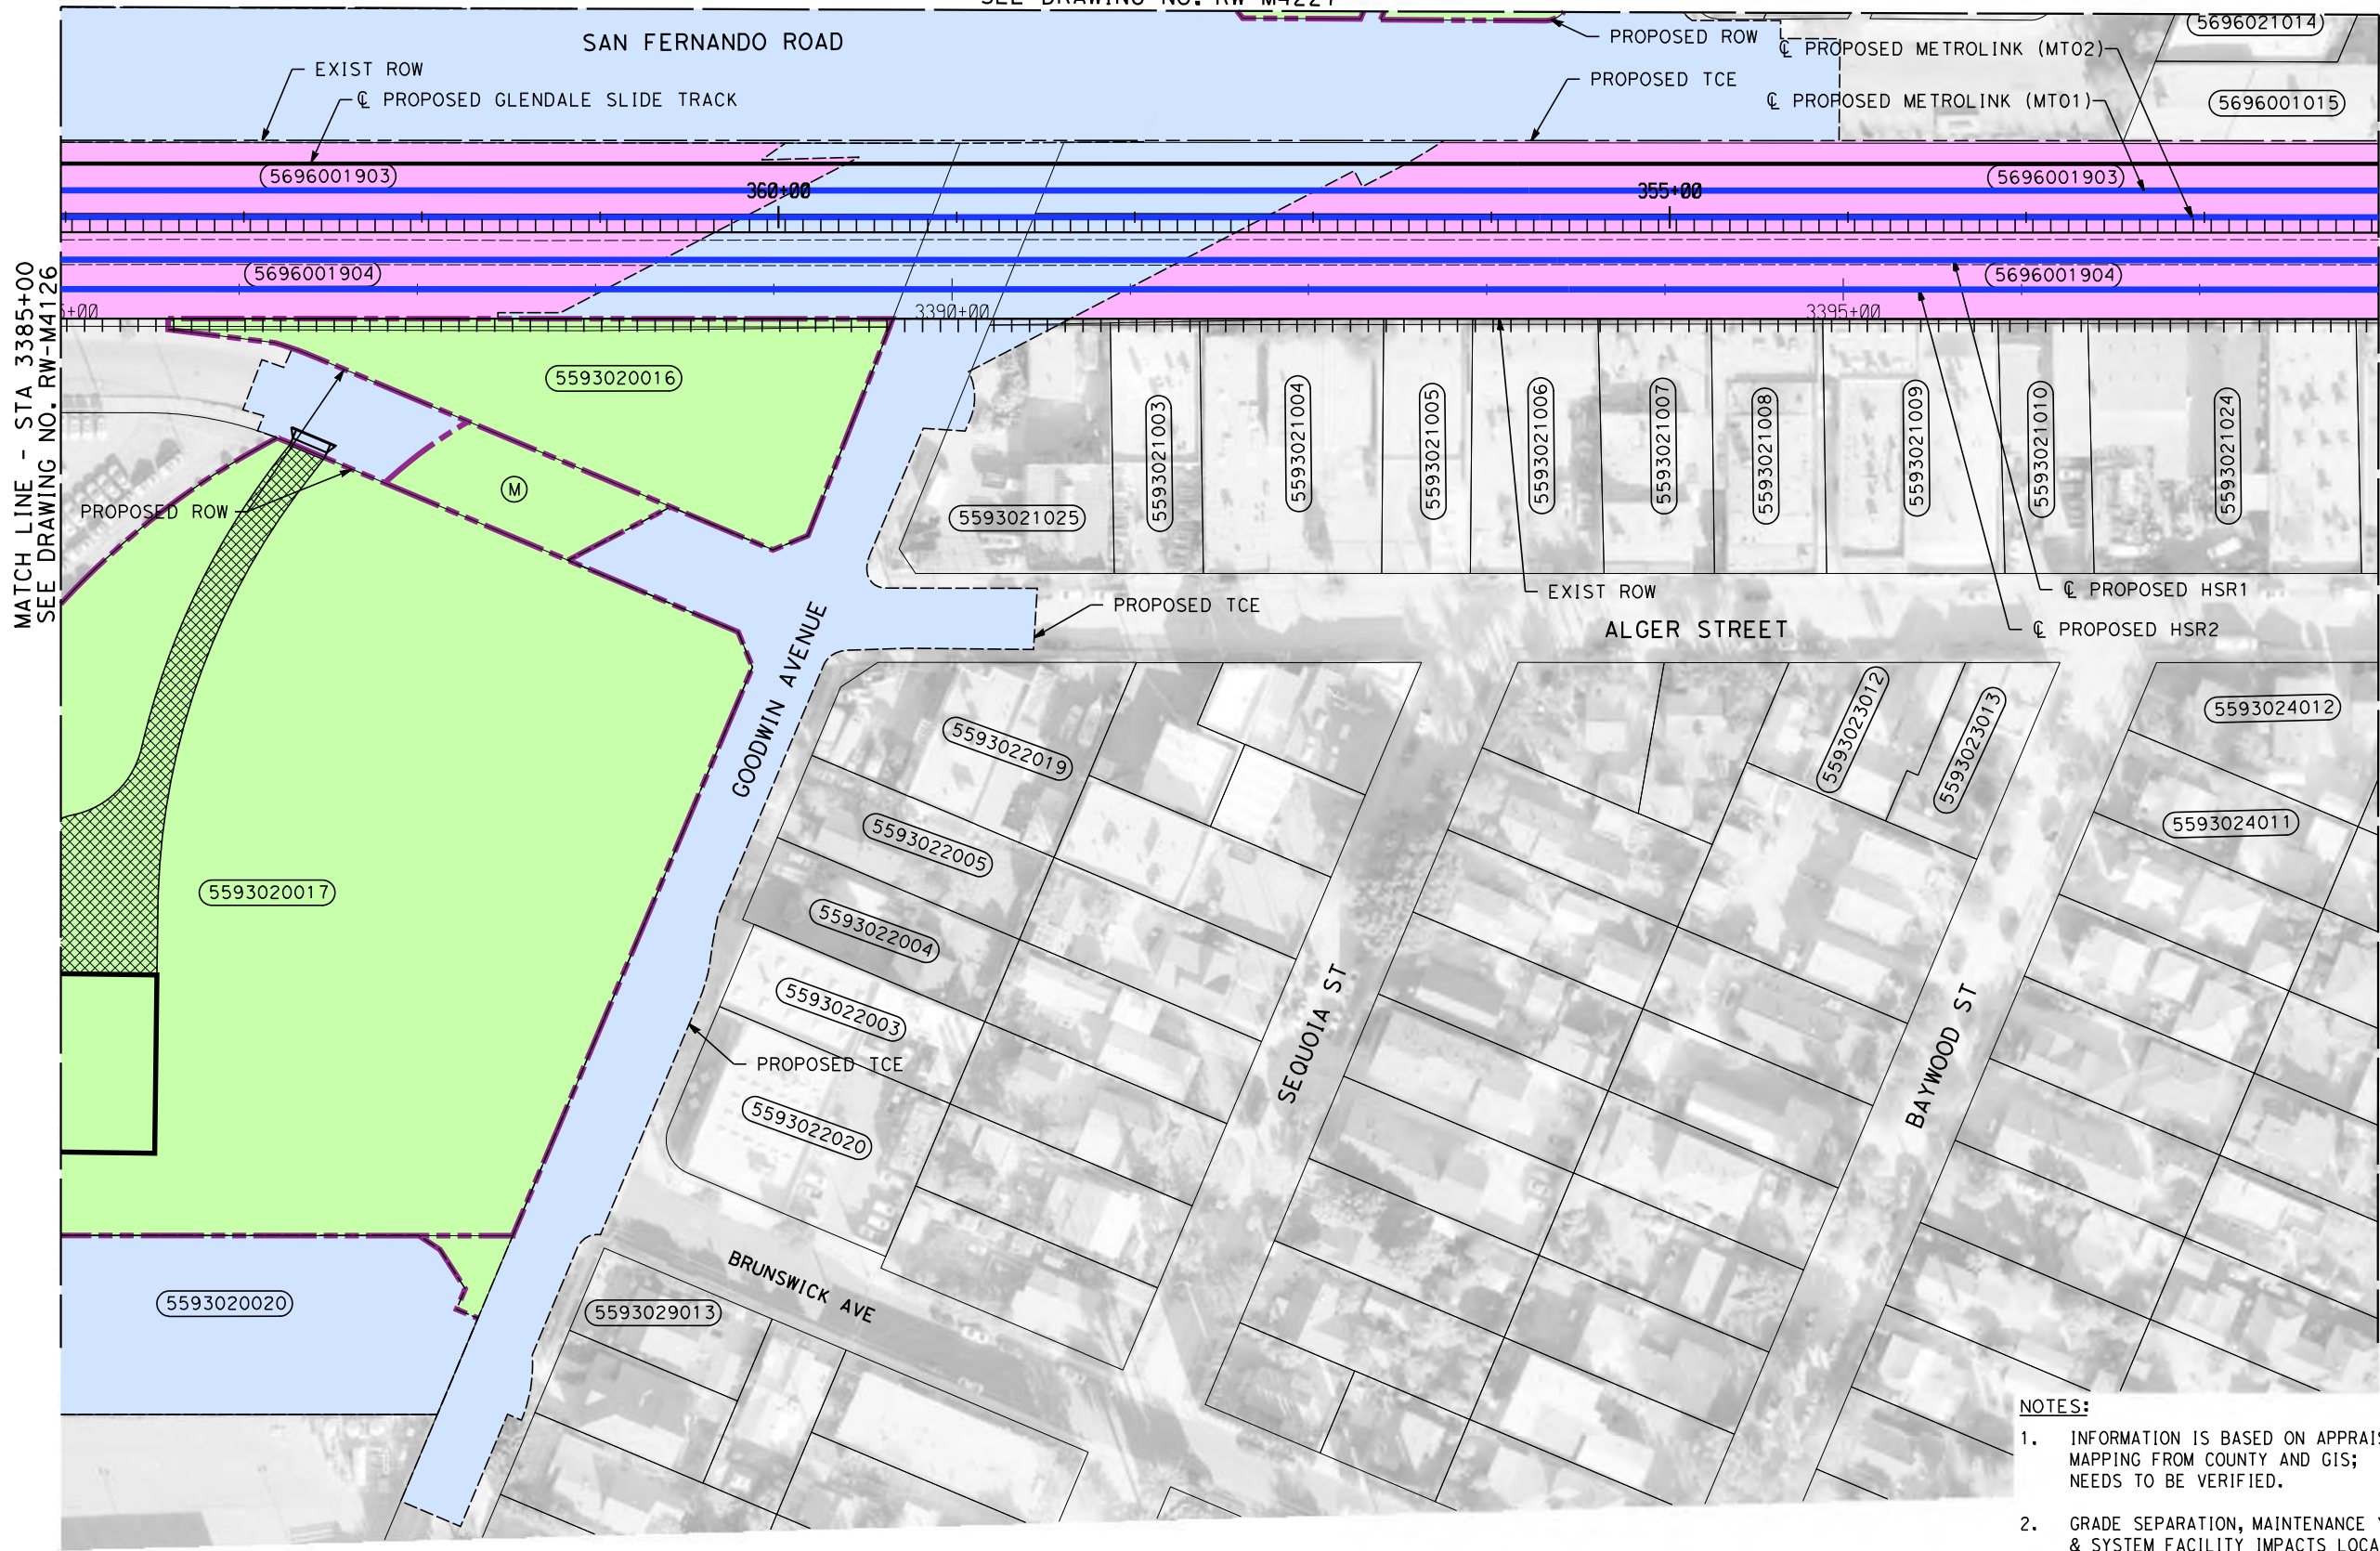 SAN FERNANDO ROAD
EXIST ROW
℄ PROPOSED GLENDALE SLIDE TRACK
PROPOSED ROW
℄ PROPOSED METROLINK (MT02)
PROPOSED TCE
℄ PROPOSED METROLINK (MT01)
5696021014
5696001015
5696001903
360+00
355+00
5696001903
5696001904
5696001904
3390+00
3395+00
MATCH LINE - STA 3385+00
SEE DRAWING NO. RW-M4126
5593020016
M
PROPOSED ROW
5593021025
5593021003
5593021004
5593021005
5593021006
5593021007
5593021008
5593021009
5593021010
5593021024
EXIST ROW
℄ PROPOSED HSR1
℄ PROPOSED HSR2
PROPOSED TCE
ALGER STREET
GOODWIN AVENUE
5593022019
5593022005
5593022004
5593022003
5593022020
5593023012
5593023013
5593024012
5593024011
5593020017
PROPOSED TCE
SEQUOIA ST
BAYWOOD ST
BRUNSWICK AVE
5593020020
5593029013
NOTES:
1. INFORMATION IS BASED ON
MAPPING FROM COUNTY AND GIS;
NEEDS TO BE VERIFIED.
2. GRADE SEPARATION, MAINTENANCE
& SYSTEM FACILITY IMPACTS